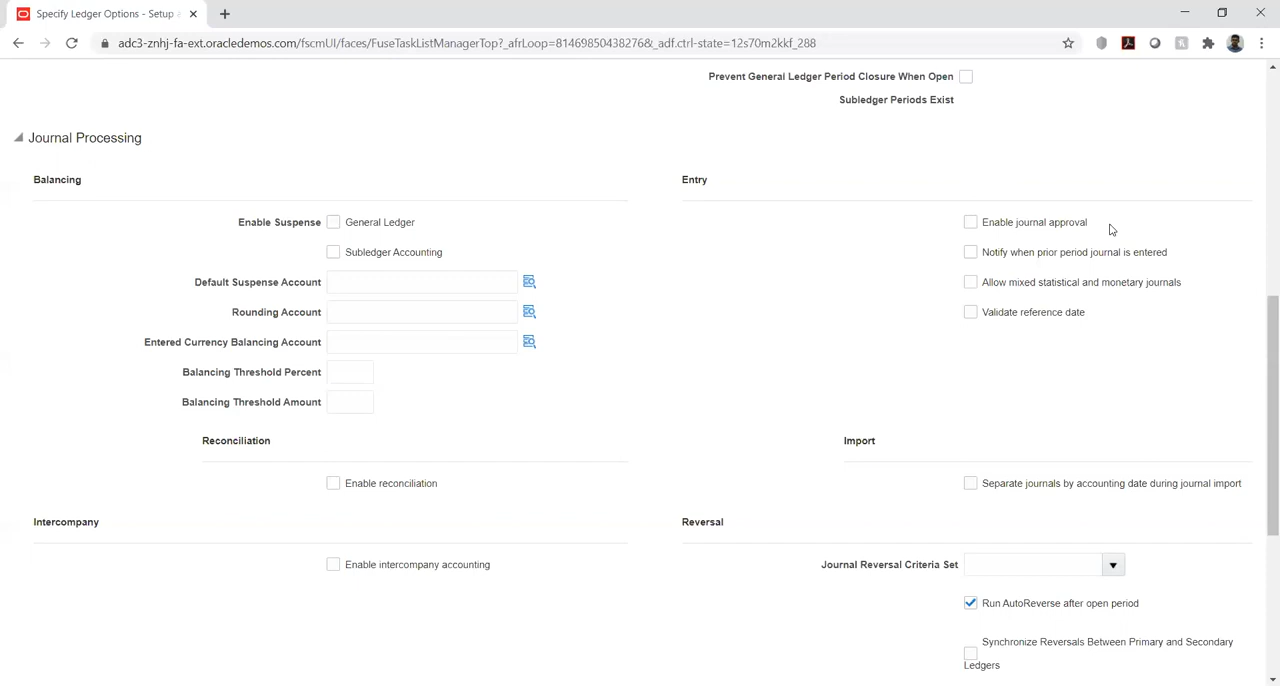 Specify Ledger Options - Setup a
adc3-znhj-fa-ext.oracledemos.com/fscmUI/faces/FuseTaskListManagerTop?_afrLoop=814698504382768&_adf.ctrl-state=12s70m2kkf_288
Prevent General Ledger Period Closure When Open
Subledger Periods Exist
Journal Processing
Balancing
Entry
Enable Suspense General Ledger
Enable journal approval
Subledger Accounting
Notify when prior period journal is entered
Default Suspense Account
Allow mixed statistical and monetary journals
Rounding Account
Validate reference date
Entered Currency Balancing Account
Balancing Threshold Percent
Balancing Threshold Amount
Reconciliation
Import
Enable reconciliation
Separate journals by accounting date during journal import
Intercompany
Reversal
Enable intercompany accounting
Journal Reversal Criteria Set
Run AutoReverse after open period
Synchronize Reversals Between Primary and Secondary
Ledgers